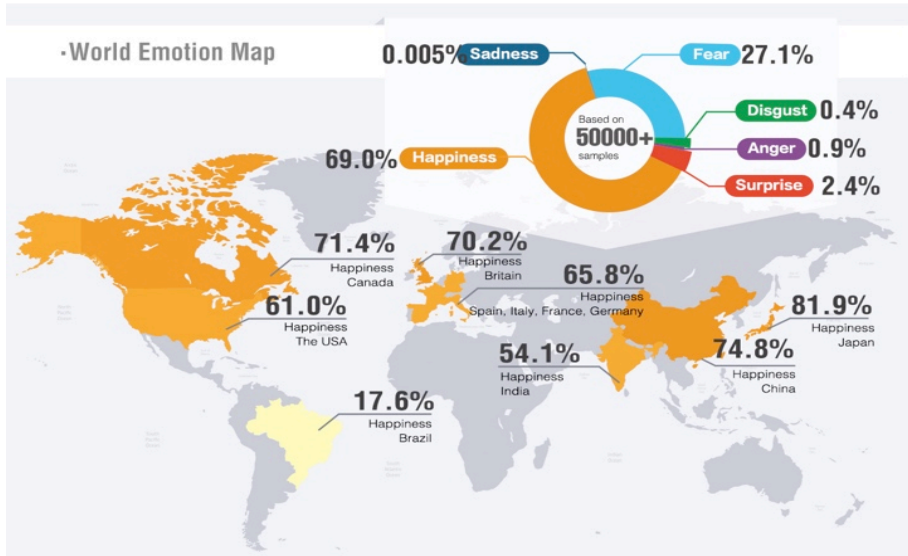 ·World Emotion Map
0.005% Sadness
Fear 27.1%
Disgust 0.4%
Anger 0.9%
Surprise 2.4%
69.0% Happiness
Based on
50000+
samples
71.4%
Happiness
Canada
61.0%
Happiness
The USA
70.2%
Happiness
Britain
65.8%
Happiness
Spain, Italy, France, Germany
81.9%
Happiness
Japan
74.8%
Happiness
China
54.1%
Happiness
India
17.6%
Happiness
Brazil